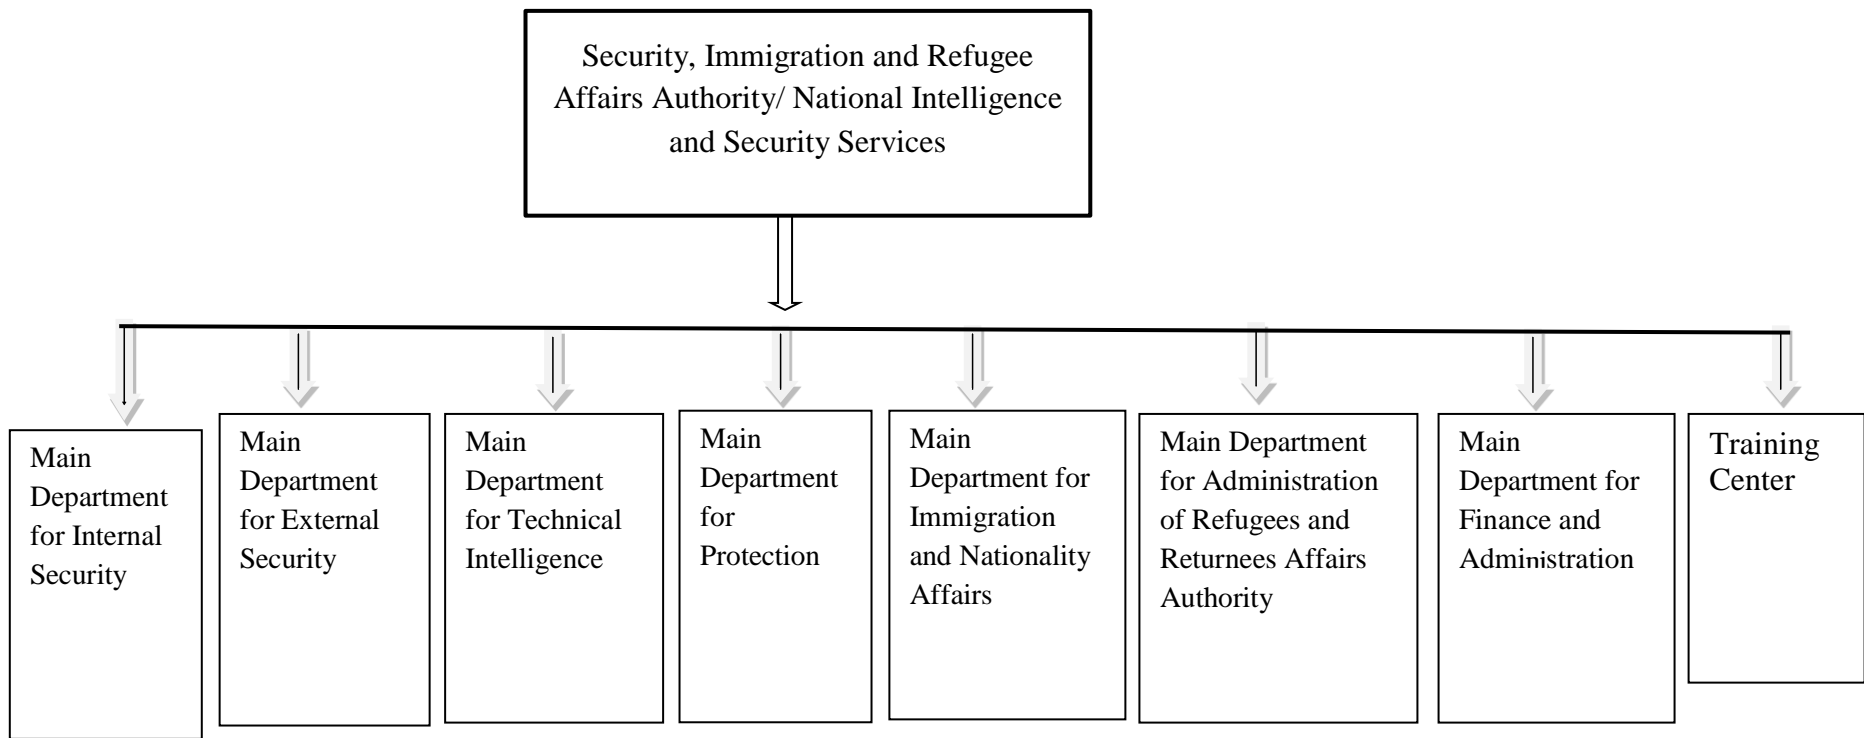 Security, Immigration and Refugee
Affairs Authority/ National Intelligence
and Security Services
Main
Department
for Internal
Security
Main
Department
for External
Security
Main
Department
for Technical
Intelligence
Main
Department
for
Protection
Main
Department for
Immigration
and Nationality
Affairs
Main Department
for Administration
of Refugees and
Returnees Affairs
Authority
Main
Department for
Finance and
Administration
Training
Center